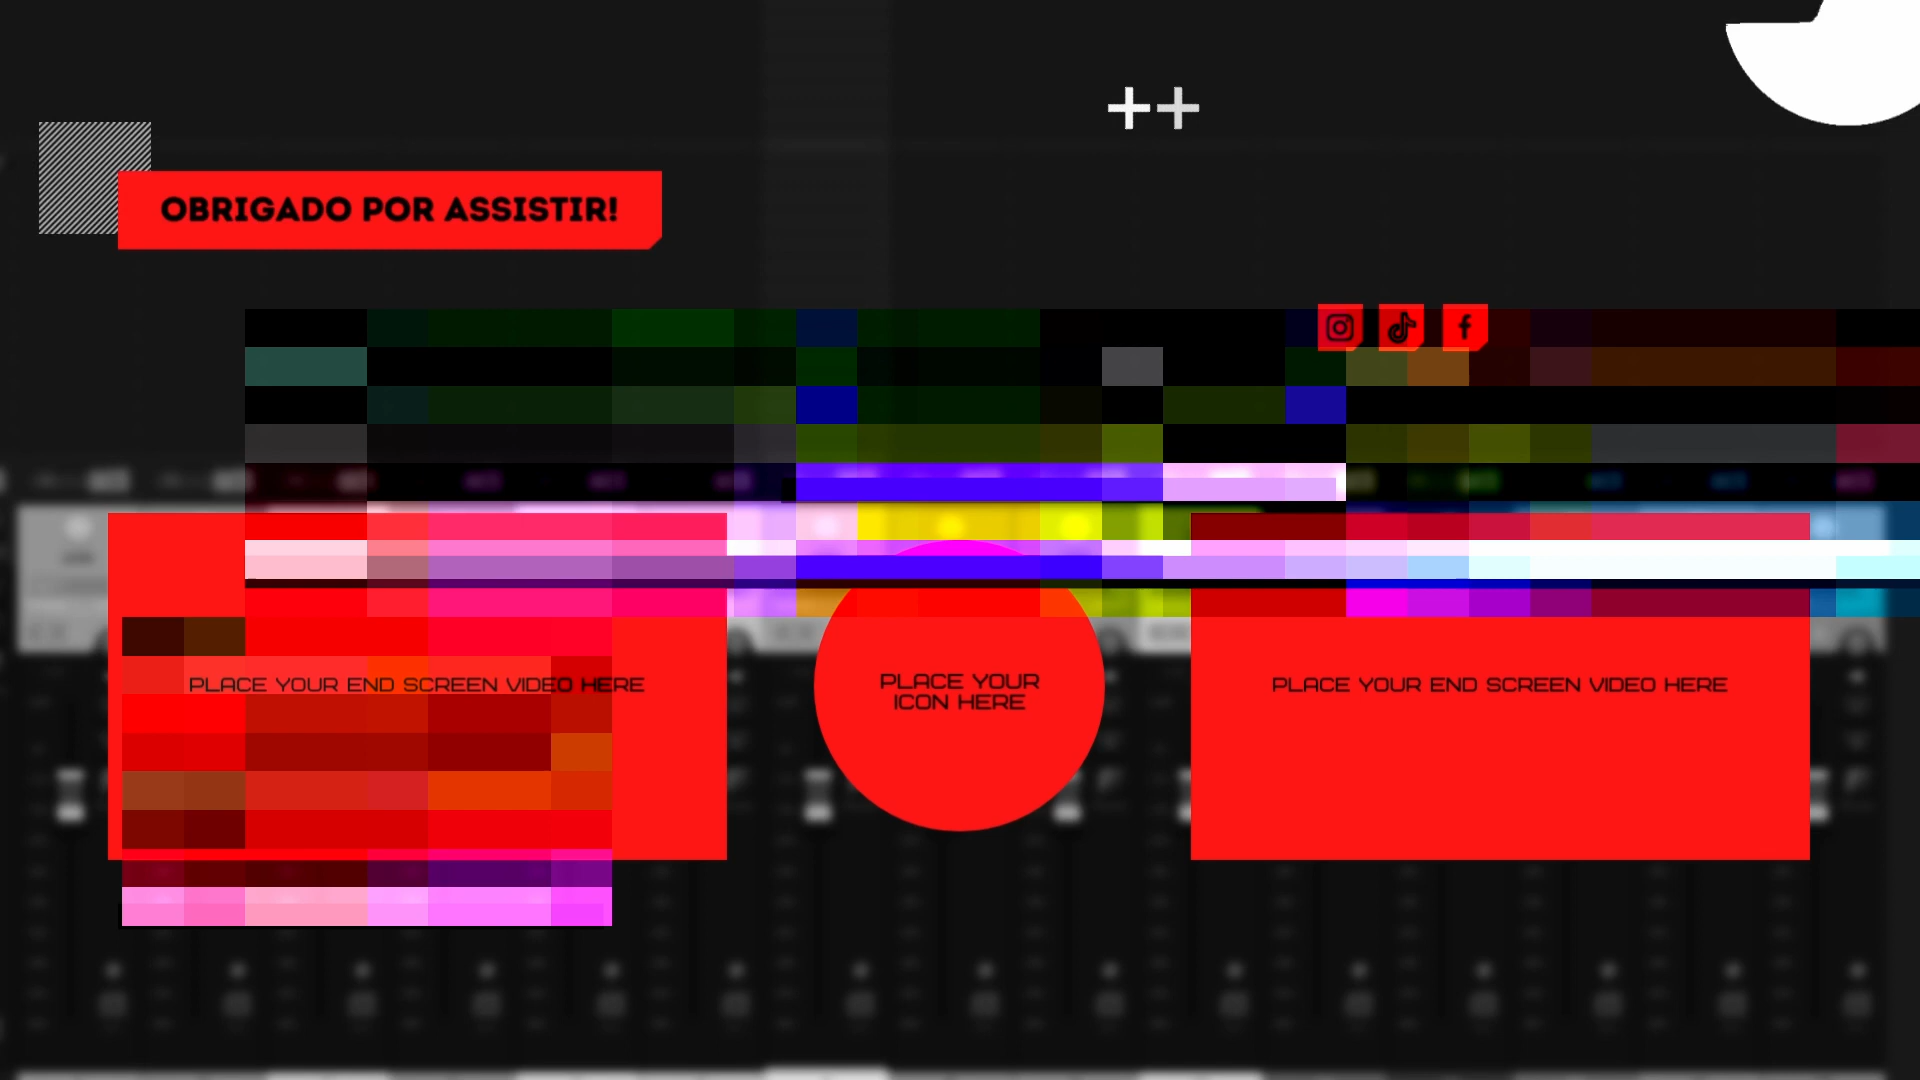 ++
OBRIGADO POR ASSISTIR!
PLACE YOUR END SCREEN VIDEO HERE
PLACE YOUR
ICON HERE
PLACE YOUR END SCREEN VIDEO HERE